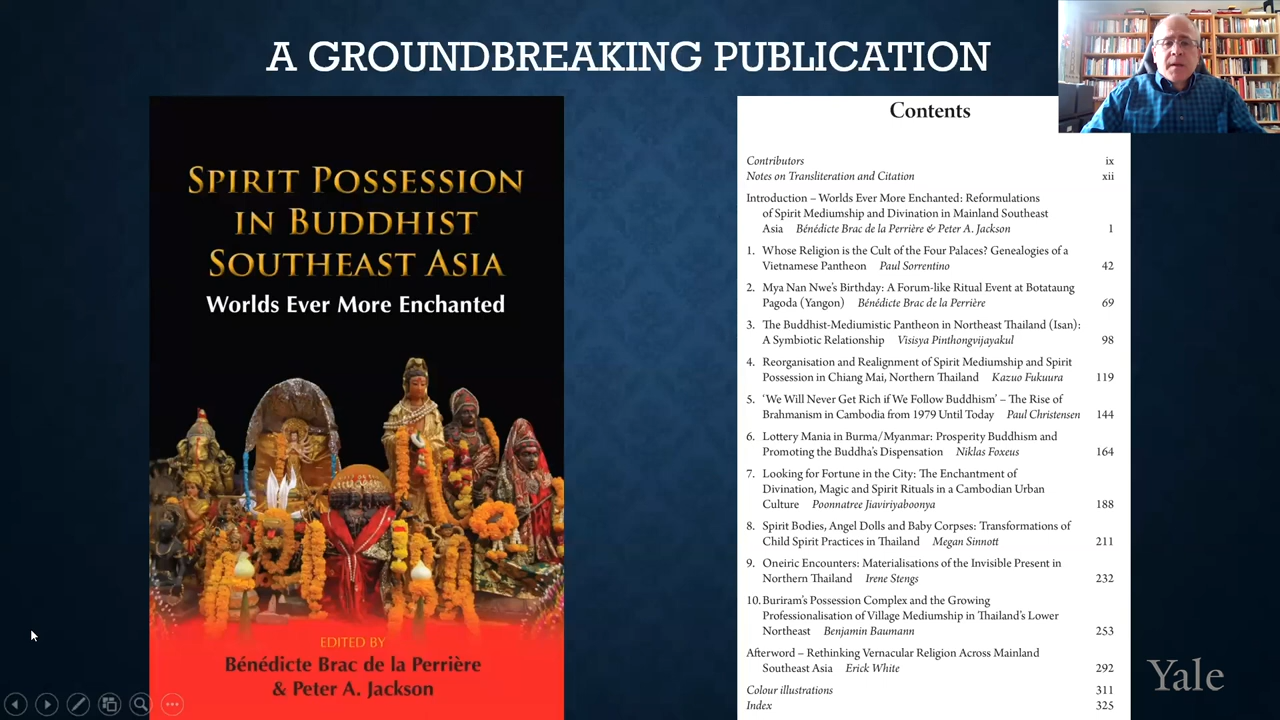 A GROUNDBREAKING PUBLICATION
SPIRIT POSSESSION
IN BUDDHIST
SOUTHEAST ASIA
Worlds Ever More Enchanted
EDITED BY
Bénédicte Brac de la Perrière
& Peter A. Jackson
Contents
Contributors ix
Notes on Transliteration and Citation xii
Introduction – Worlds Ever More Enchanted: Reformulations
of Spirit Mediumship and Divination in Mainland Southeast
Asia Bénédicte Brac de la Perrière & Peter A. Jackson 1
1. Whose Religion is the Cult of the Four Palaces? Genealogies of a
Vietnamese Pantheon Paul Sorrentino 42
2. Mya Nan Nwe's Birthday: A Forum-like Ritual Event at Botataung
Pagoda (Yangon) Bénédicte Brac de la Perrière 69
3. The Buddhist-Mediumistic Pantheon in Northeast Thailand (Isan):
A Symbiotic Relationship Visisya Pinthongvijayakul 98
4. Reorganisation and Realignment of Spirit Mediumship and Spirit
Possession in Chiang Mai, Northern Thailand Kazuo Fukuura 119
5. ‘We Will Never Get Rich if We Follow Buddhism’ – The Rise of
Brahmanism in Cambodia from 1979 Until Today Paul Christensen 144
6. Lottery Mania in Burma/Myanmar: Prosperity Buddhism and
Promoting the Buddha's Dispensation Niklas Foxeus 164
7. Looking for Fortune in the City: The Enchantment of
Divination, Magic and Spirit Rituals in a Cambodian Urban
Culture Poonnatree Jiaviriyaboonya 188
8. Spirit Bodies, Angel Dolls and Baby Corpses: Transformations of
Child Spirit Practices in Thailand Megan Sinnott 211
9. Oneiric Encounters: Materialisations of the Invisible Present in
Northern Thailand Irene Stengs 232
10. Buriram's Possession Complex and the Growing
Professionalisation of Village Mediumship in Thailand's Lower
Northeast Benjamin Baumann 253
Afterword – Rethinking Vernacular Religion Across Mainland
Southeast Asia Erick White 292
Colour illustrations 311
Index 325
Yale